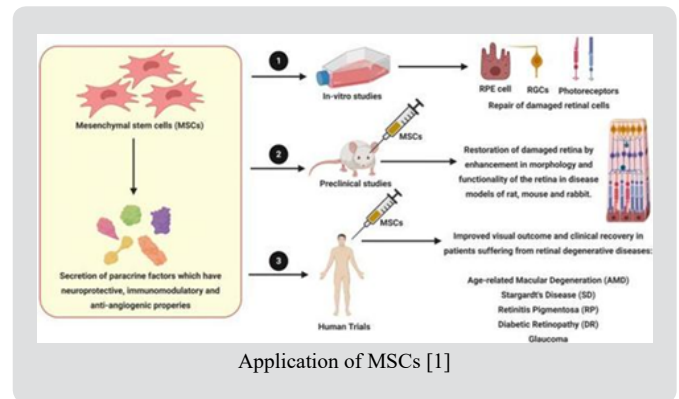 Mesenchymal stem cells (MSCs)
Secretion of paracrine factors which have
neuroprotective, immunomodulatory and
anti-angiogenic properies
1
In-vitro studies
RPE cell
RGCs
Photoreceptors
Repair of damaged retinal cells
2
MSCs
Preclinical studies
Restoration of damaged retina by
enhancement in morphology and
functionality of the retina in disease
models of rat, mouse and rabbit.
3
MSCs
Human Trials
Improved visual outcome and clinical recovery in
patients suffering from retinal degenerative diseases:
Age-related Macular Degeneration (AMD)
Stargardt's Disease (SD)
Retinitis Pigmentosa (RP)
Diabetic Retinopathy (DR)
Glaucoma
Application of MSCs [1]